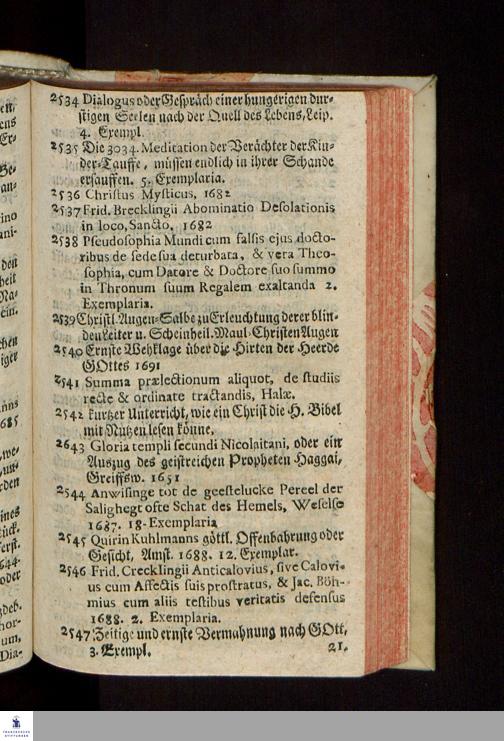 2534 Dialogus oder Gespräch einer hungerigen dur-
stigen Seelen nach der Quell des Lebens, Leip.
4. Exempl.
2535 Die 3034. Meditation der Verächter der Kin-
der-Tauffe, müssen endlich in ihrer Schande
ersauffen. 5. Exemplaria.
2536 Christus Mysticus, 1682
2537 Frid. Brecklingii Abominatio Desolationis
in loco, Sancto, 1682
2538 Pseudosophia Mundi cum falsis ejus docto-
ribus de sede sua deturbata, & vera Theo-
sophia, cum Datore & Doctore suo summo
in Thronum suum Regalem exaltanda 2.
Exemplaria.
2539 Christl. Augen-Salbe zu Erleuchtung derer blin-
den Leiter u. Scheinheil. Maul-Christen Augen
2540 Ernste Wehklage über die Hirten der Heerde
GOttes 1691
2541 Summa prælectionum aliquot, de studiis
recte & ordinate tractandis, Halæ.
2542 kurtzer Unterricht, wie ein Christ die H. Bibel
mit Nutzen lesen könne,
2643 Gloria templi secundi Nicolaitani, oder ein
Auszug des geistreichen Propheten Haggai,
Greiffsw. 1651
2544 Anwisinge tot de geestelucke Pereel der
Salighegt ofte Schat des Hemels, Weselse
1687. 18-Exemplaria
2545 Quirin Kuhlmanns göttl. Offenbahrung oder
Gesicht, Amst. 1688. 12. Exemplar.
2546 Frid. Crecklingii Anticalovius, sive Calovi-
us cum Assectis suis prostratus, & Jac. Böh-
mius cum aliis testibus veritatis defensus
1688. 2. Exemplaria.
2547 Zeitige und ernste Vermahnung nach GOtt,
3. Exempl.
21.